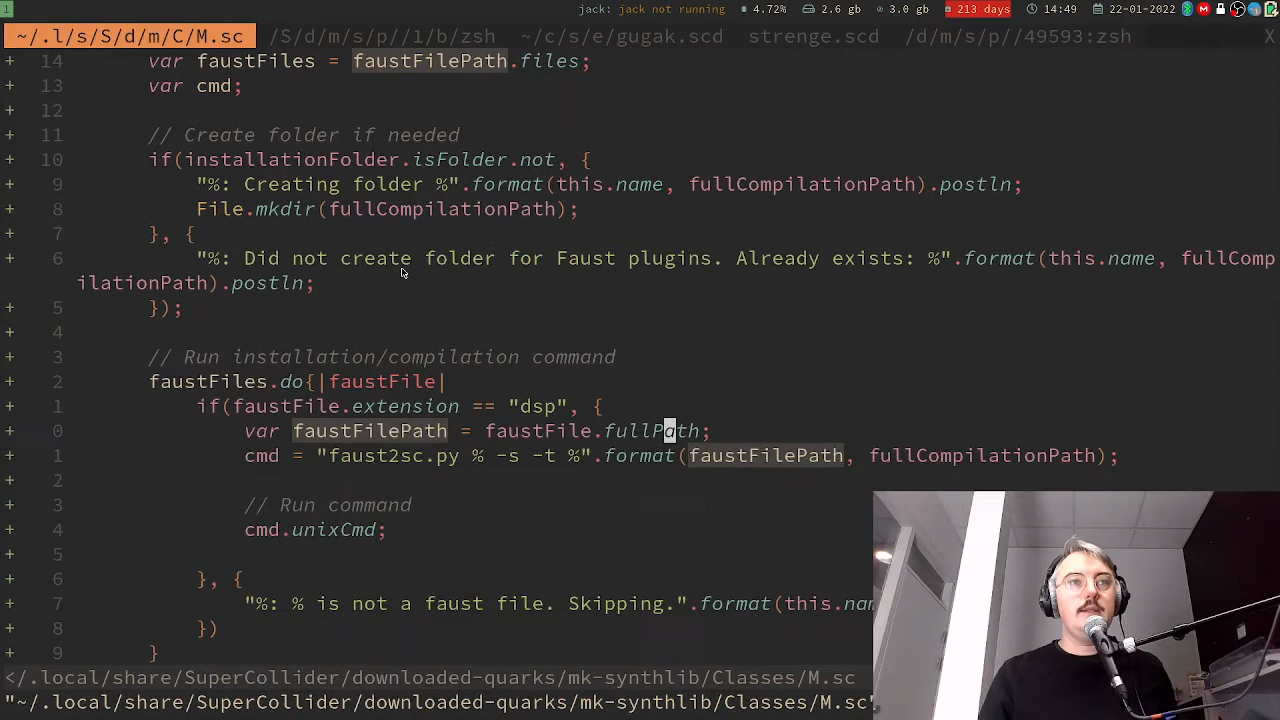 1 jack: jack not running 4.72% 2.6 gb 3.0 gb 213 days 14:49 22-01-2022
~/.l/s/S/d/m/C/M.sc /S/d/m/s/p//1/b/zsh ~/c/s/e/gugak.scd strenge.scd /d/m/s/p//49593:zsh X
+ 14 var faustFiles = faustFilePath.files;
+ 13 var cmd;
+ 12
+ 11 // Create folder if needed
+ 10 if(installationFolder.isFolder.not, {
+ 9 "%: Creating folder %".format(this.name, fullCompilationPath).postln;
+ 8 File.mkdir(fullCompilationPath);
+ 7 }, {
+ 6 "%: Did not create folder for Faust plugins. Already exists: %".format(this.name, fullComp
ilationPath).postln;
+ 5 });
+ 4
+ 3 // Run installation/compilation command
+ 2 faustFiles.do{|faustFile|
+ 1 if(faustFile.extension == "dsp", {
+ 0 var faustFilePath = faustFile.fullPath;
+ 1 cmd = "faust2sc.py % -s -t %".format(faustFilePath, fullCompilationPath);
+ 2
+ 3 // Run command
+ 4 cmd.unixCmd;
+ 5
+ 6 }, {
+ 7 "%: % is not a faust file. Skipping.".format(this.na
+ 8 })
+ 9 }
</.local/share/SuperCollider/downloaded-quarks/mk-synthlib/Classes/M.sc
"~/.local/share/SuperCollider/downloaded-quarks/mk-synthlib/Classes/M.sc"